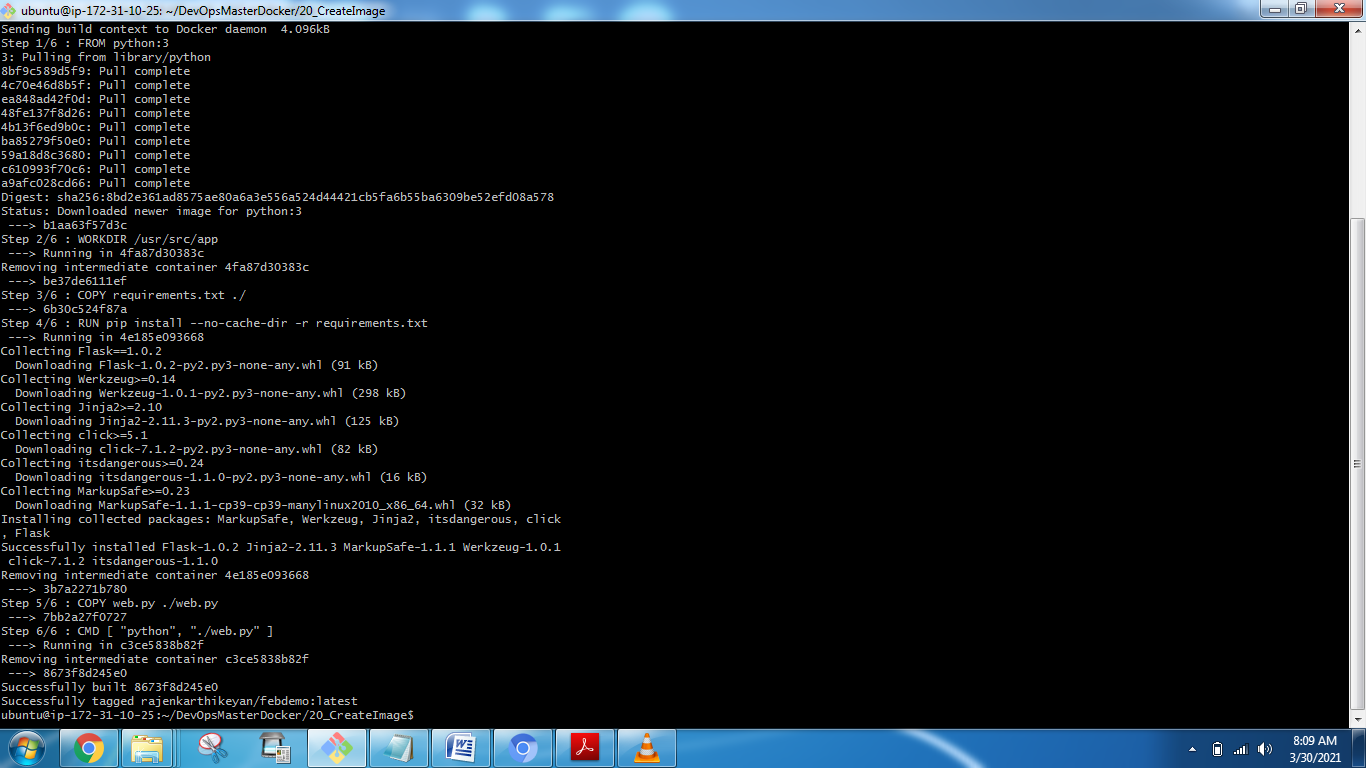 ubuntu@ip-172-31-10-25: ~/DevOpsMasterDocker/20_CreateImage
Sending build context to Docker daemon  4.096kB
Step 1/6 : FROM python:3
3: Pulling from library/python
8bf9c589d5f9: Pull complete
4c70e46d8b5f: Pull complete
ea848ad42f0d: Pull complete
48fe137f8d26: Pull complete
4b13f6ed9b0c: Pull complete
ba85279f50e0: Pull complete
59a18d8c3680: Pull complete
c610993f70c6: Pull complete
a9afc028cd66: Pull complete
Digest: sha256:8bd2e361ad8575ae80a6a3e556a524d44421cb5fa6b55ba6309be52efd08a578
Status: Downloaded newer image for python:3
 ---> b1aa63f57d3c
Step 2/6 : WORKDIR /usr/src/app
 ---> Running in 4fa87d30383c
Removing intermediate container 4fa87d30383c
 ---> be37de6111ef
Step 3/6 : COPY requirements.txt ./
 ---> 6b30c524f87a
Step 4/6 : RUN pip install --no-cache-dir -r requirements.txt
 ---> Running in 4e185e093668
Collecting Flask==1.0.2
  Downloading Flask-1.0.2-py2.py3-none-any.whl (91 kB)
Collecting Werkzeug>=0.14
  Downloading Werkzeug-1.0.1-py2.py3-none-any.whl (298 kB)
Collecting Jinja2>=2.10
  Downloading Jinja2-2.11.3-py2.py3-none-any.whl (125 kB)
Collecting click>=5.1
  Downloading click-7.1.2-py2.py3-none-any.whl (82 kB)
Collecting itsdangerous>=0.24
  Downloading itsdangerous-1.1.0-py2.py3-none-any.whl (16 kB)
Collecting MarkupSafe>=0.23
  Downloading MarkupSafe-1.1.1-cp39-cp39-manylinux2010_x86_64.whl (32 kB)
Installing collected packages: MarkupSafe, Werkzeug, Jinja2, itsdangerous, click
, Flask
Successfully installed Flask-1.0.2 Jinja2-2.11.3 MarkupSafe-1.1.1 Werkzeug-1.0.1
 click-7.1.2 itsdangerous-1.1.0
Removing intermediate container 4e185e093668
 ---> 3b7a2271b780
Step 5/6 : COPY web.py ./web.py
 ---> 7bb2a27f0727
Step 6/6 : CMD [ "python", "./web.py" ]
 ---> Running in c3ce5838b82f
Removing intermediate container c3ce5838b82f
 ---> 8673f8d245e0
Successfully built 8673f8d245e0
Successfully tagged rajenkarthikeyan/febdemo:latest
ubuntu@ip-172-31-10-25:~/DevOpsMasterDocker/20_CreateImage$
8:09 AM
3/30/2021